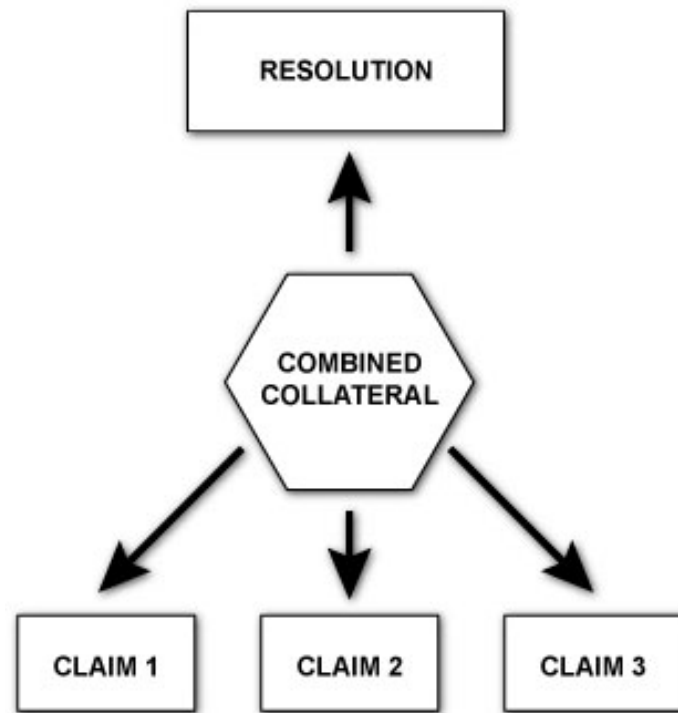 RESOLUTION
COMBINED
COLLATERAL
CLAIM 1
CLAIM 2
CLAIM 3